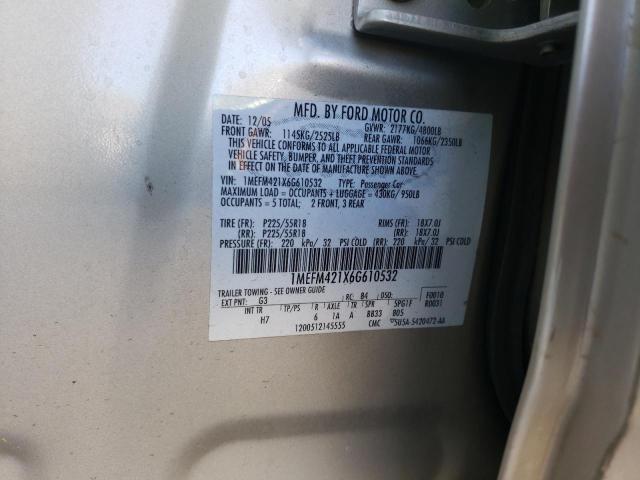 MFD. BY FORD MOTOR CO.
DATE: 12/05 GVWR: 2177KG/4800LB
FRONT GAWR: 1145KG/2525LB REAR GAWR: 1066KG/2350LB
THIS VEHICLE CONFORMS TO ALL APPLICABLE FEDERAL MOTOR
VEHICLE SAFETY, BUMPER, AND THEFT PREVENTION STANDARDS
IN EFFECT ON THE DATE OF MANUFACTURE SHOWN ABOVE.
VIN: 1MEFM421X6G610532 TYPE: Passenger Car
MAXIMUM LOAD = OCCUPANTS + LUGGAGE = 430KG/ 950LB
OCCUPANTS = 5 TOTAL; 2 FRONT, 3 REAR
TIRE (FR): P225/55R18 RIMS (FR): 18X7.0J
(RR): P225/55R18 (RR): 18X7.0J
PRESSURE (FR): 220 kPa/ 32 PSI COLD (RR): 220 kPa/ 32 PSI COLD
1MEFM421X6G610532
TRAILER TOWING - SEE OWNER GUIDE
EXT PNT: G3 RC: B4 DSO: F0010
INT TR TP/PS R AXLE TR SPR SPG1F R0031
H7 6 1A A BB33 BD5
1200512145555 CMC 5U5A-5420472-AA